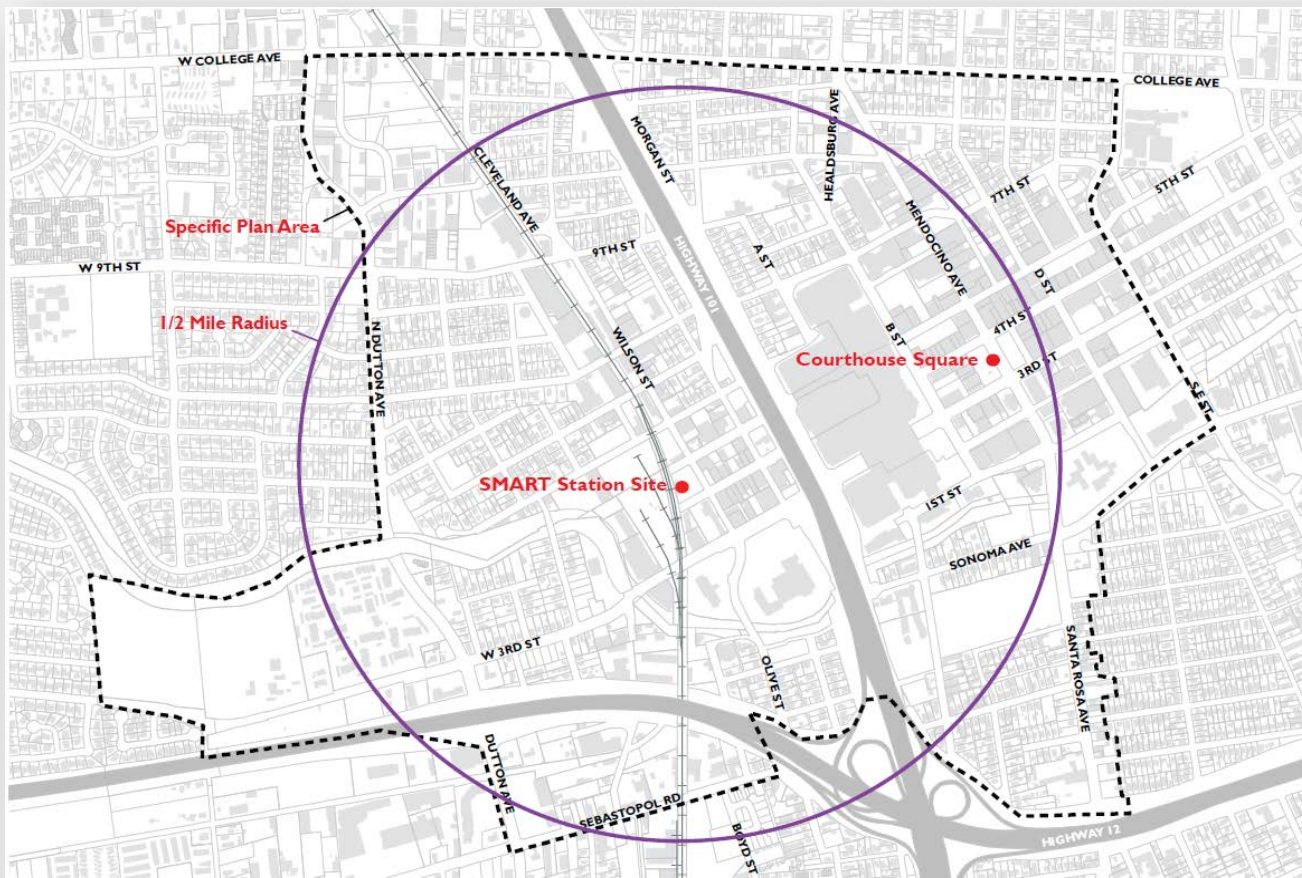 W COLLEGE AVE
COLLEGE AVE
MORGAN ST
HEALDSBURG AVE
CLEVELAND AVE
7TH ST
5TH ST
Specific Plan Area
MENDOCINO AVE
9TH ST
A ST
HIGHWAY 101
W 9TH ST
D ST
1/2 Mile Radius
4TH ST
B ST
N DUTTON AVE
WILSON ST
Courthouse Square
3RD ST
S E ST
SMART Station Site
1ST ST
SONOMA AVE
W 3RD ST
OLIVE ST
SANTA ROSA AVE
DUTTON AVE
SEBASTOPOL RD
BOYD ST
HIGHWAY 12